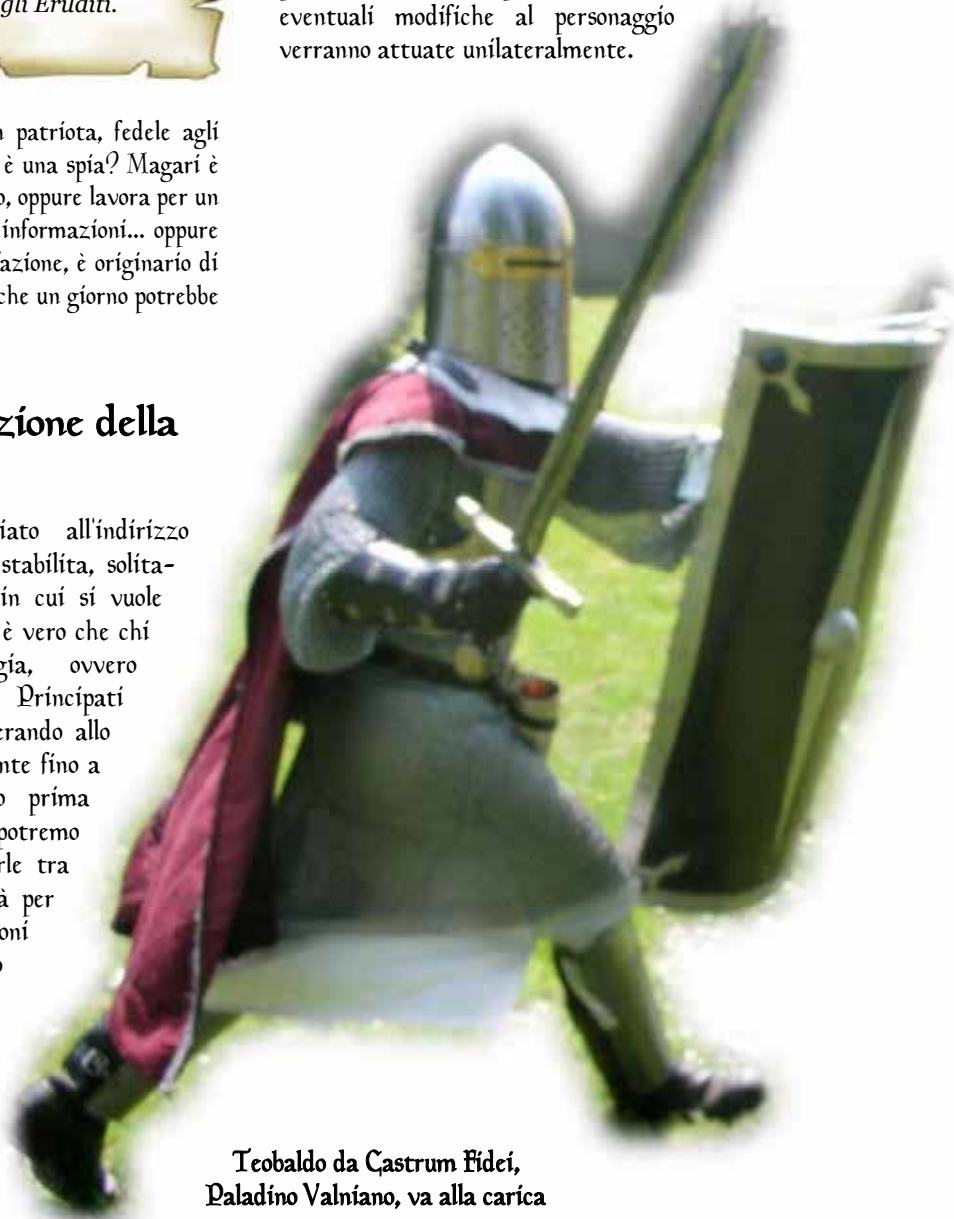 gli Eruditi.
patriota, fedele agli
è una spia? Magari è
oppure lavora per un
informazioni... oppure
è originario di
che un giorno potrebbe
zione della
iato all'indirizzo
stabilita, solita-
in cui si vuole
è vero che chi
gia, ovvero
Principati
erando allo
nte fino a
prima
potremo
rle tra
à per
oni
eventuali modifiche al personaggio
verranno attuate unilateralmente.
Teobaldo da Castrum Fidei,
Paladino Valniano, va alla carica